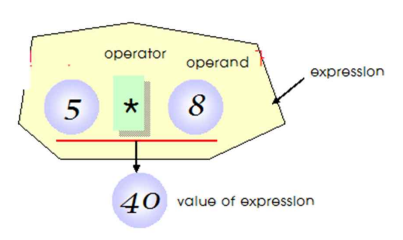 operator
operand
expression
5 * 8
40 value of expression